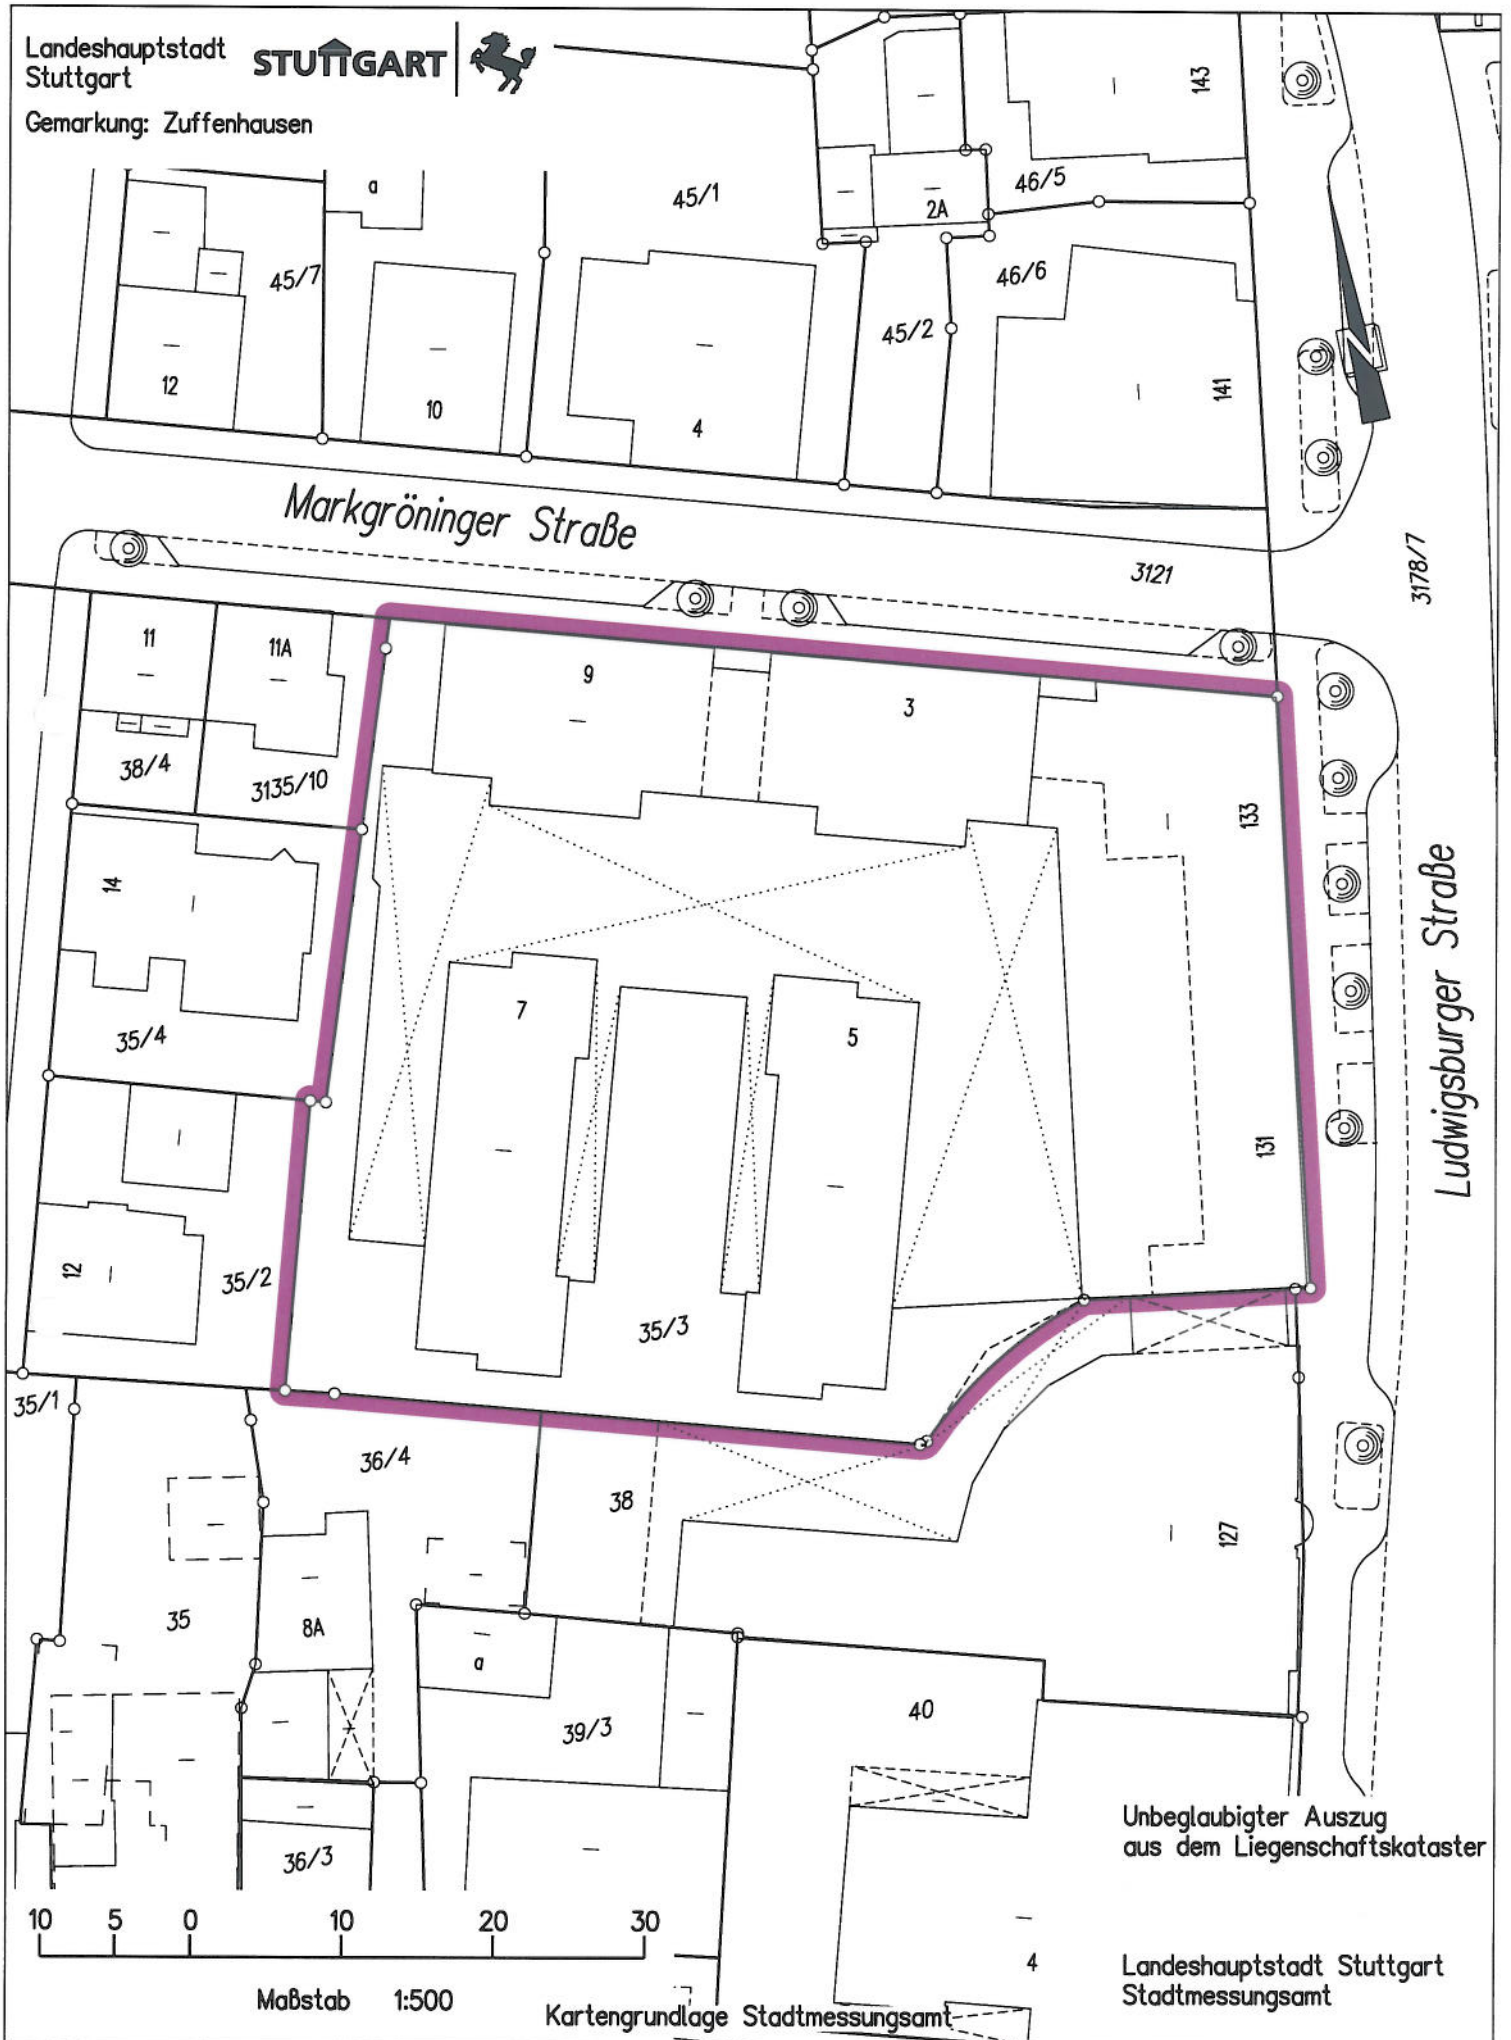 Landeshauptstadt
Stuttgart
STUTTGART
Gemarkung: Zuffenhausen
143
a
45/1
46/5
2A
45/7
46/6
45/2
N
12
10
4
141
Markgröninger Straße
3121
3178/7
11
11A
9
3
38/4
3135/10
133
14
7
5
35/4
Ludwigsburger Straße
131
12
35/2
35/3
35/1
36/4
38
127
35
8A
a
39/3
40
36/3
Unbeglaubigter Auszug
aus dem Liegenschaftskataster
10 5 0 10 20 30
4
Landeshauptstadt Stuttgart
Stadtmessungsamt
Maßstab 1:500
Kartengrundlage Stadtmessungsamt